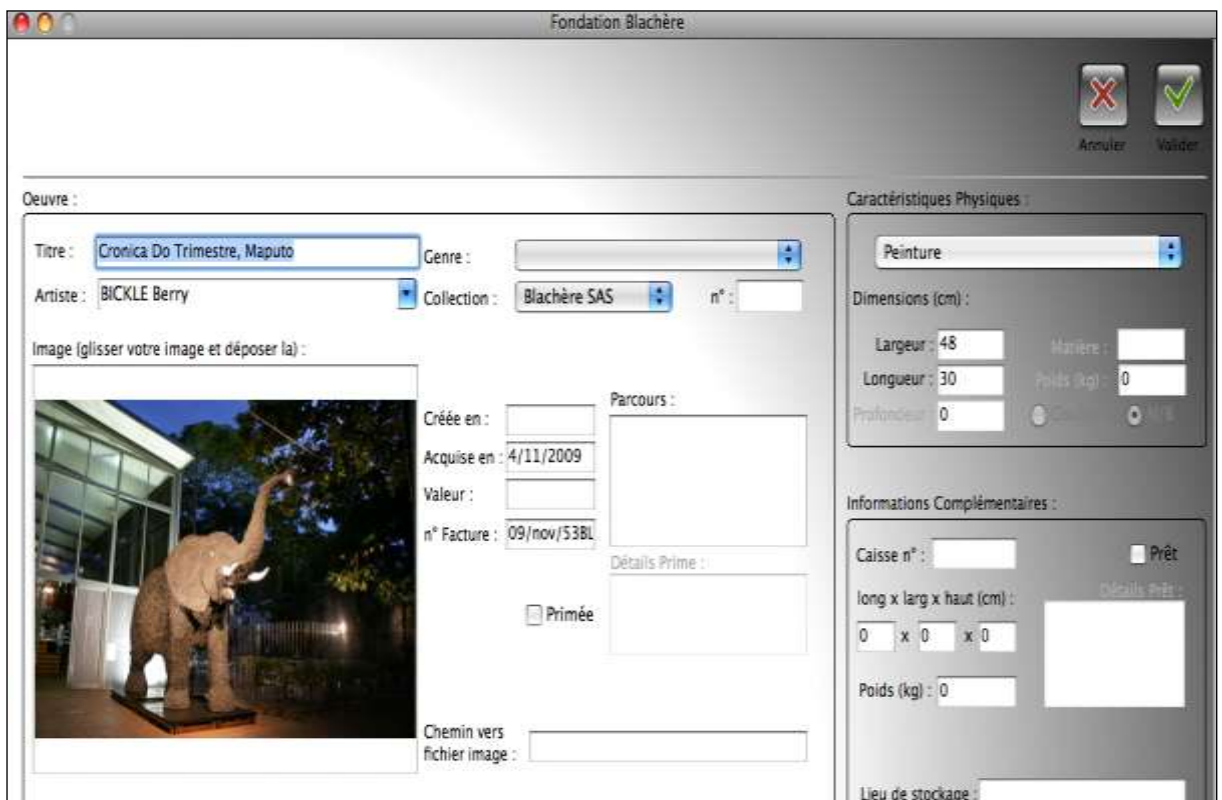 Fondation Blachère
Annuler Valider
Oeuvre :
Titre : Cronica Do Trimestre, Maputo
Genre :
Artiste : BICKLE Berry
Collection : Blachère SAS n° :
Image (glisser votre image et déposer la) :
Créée en :
Acquise en : 4/11/2009
Valeur :
n° Facture : 09/nov/53BL
Parcours :
Détails Prime :
Primée
Chemin vers
fichier image :
Caractéristiques Physiques :
Peinture
Dimensions (cm) :
Largeur : 48 Matière :
Longueur : 30 Poids (kg) : 0
Profondeur 0
Informations Complémentaires :
Caisse n° : Prêt
long x larg x haut (cm) : Détails Prêt :
0 x 0 x 0
Poids (kg) : 0
Lieu de stockage :